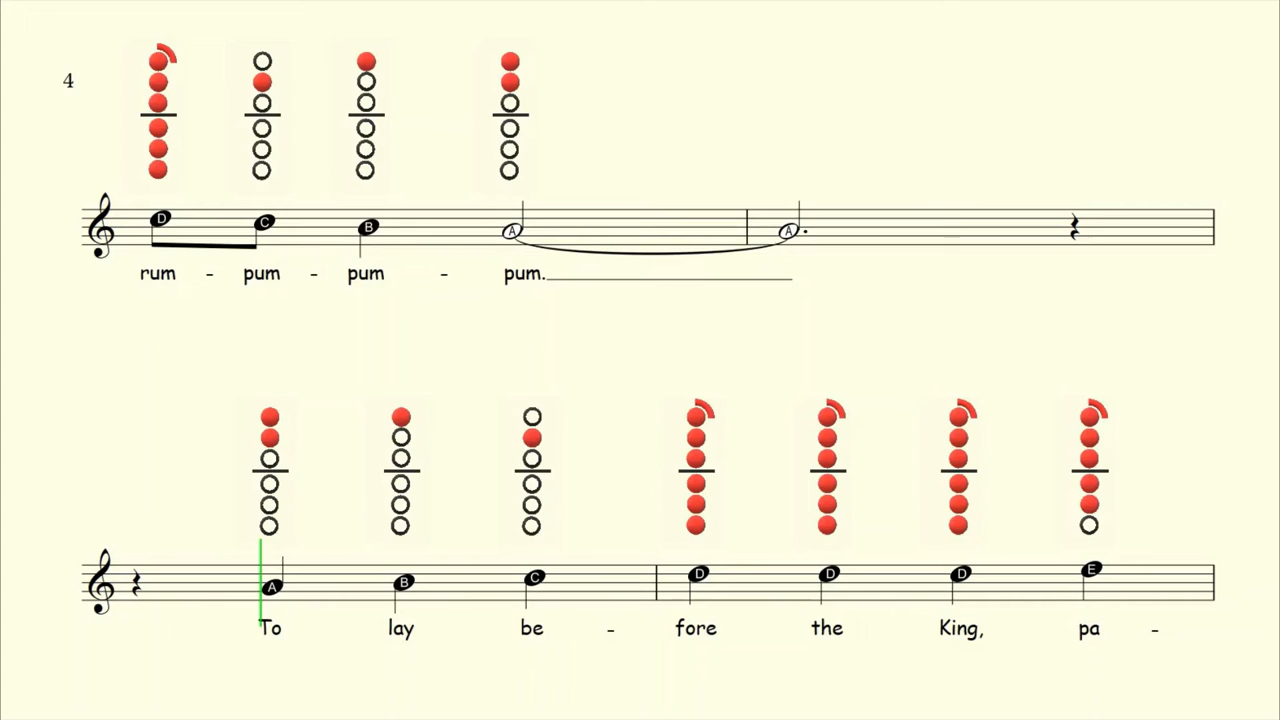 4
D C B A A
rum - pum - pum - pum.
A B C D D D E
To lay be - fore the King, pa -